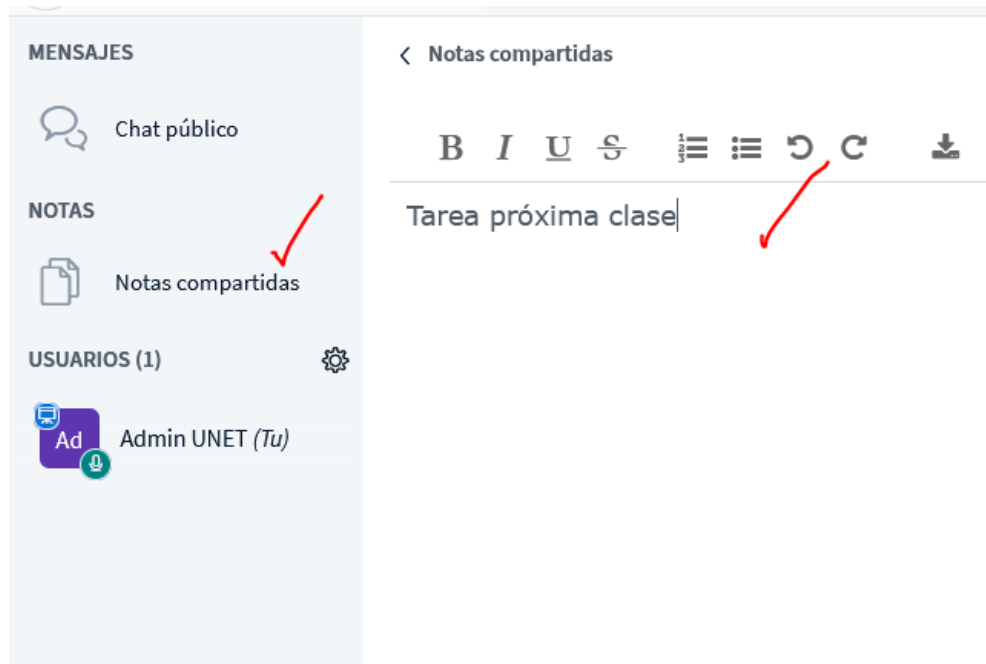 MENSAJES
Chat público
NOTAS
Notas compartidas
USUARIOS (1)
Ad
Admin UNET (Tu)
Notas compartidas
B I U S
Tarea próxima clase